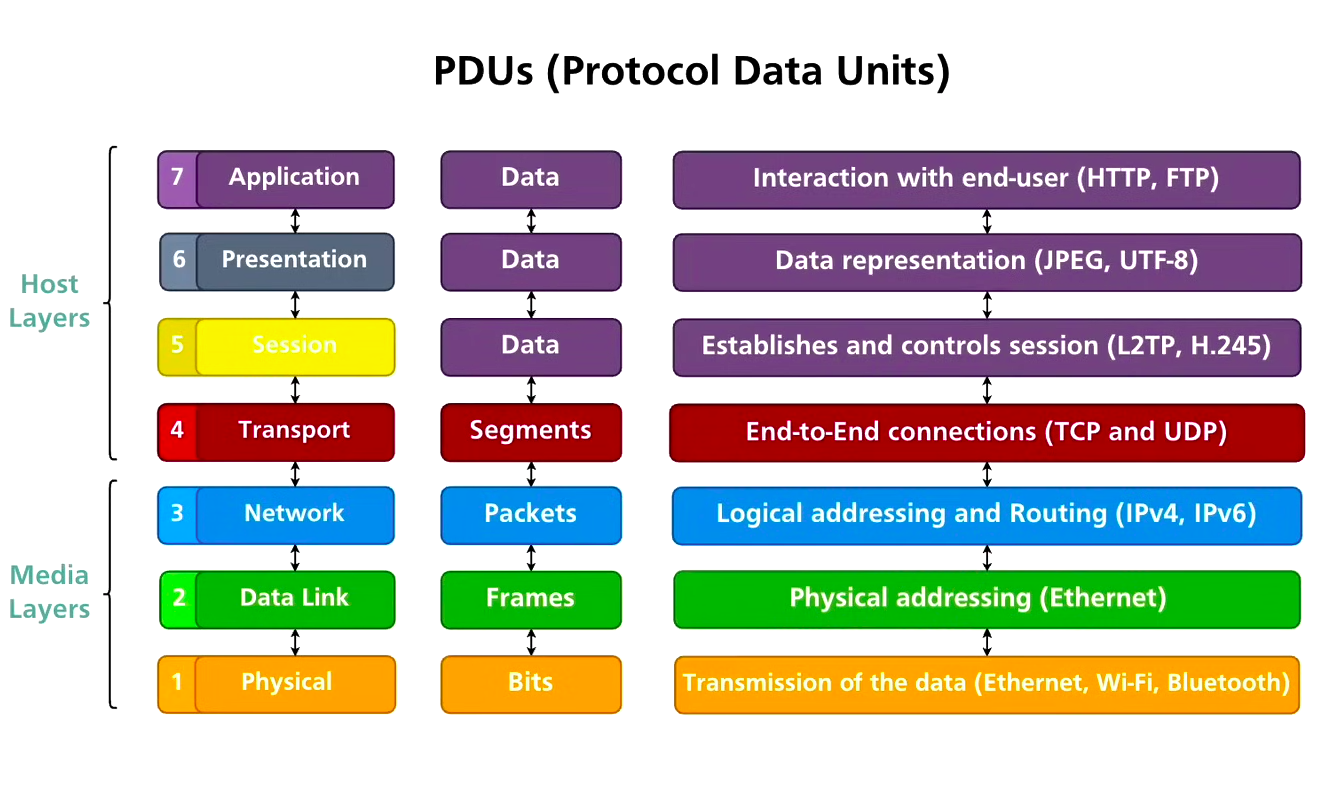 PDUs (Protocol Data Units)
Host
Layers
7 Application Data Interaction with end-user (HTTP, FTP)
6 Presentation Data Data representation (JPEG, UTF-8)
5 Session Data Establishes and controls session (L2TP, H.245)
4 Transport Segments End-to-End connections (TCP and UDP)
Media
Layers
3 Network Packets Logical addressing and Routing (IPv4, IPv6)
2 Data Link Frames Physical addressing (Ethernet)
1 Physical Bits Transmission of the data (Ethernet, Wi-Fi, Bluetooth)